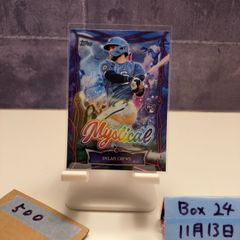 Topps
Mystical
DYLAN CREWS
500
Box 24
11月13日